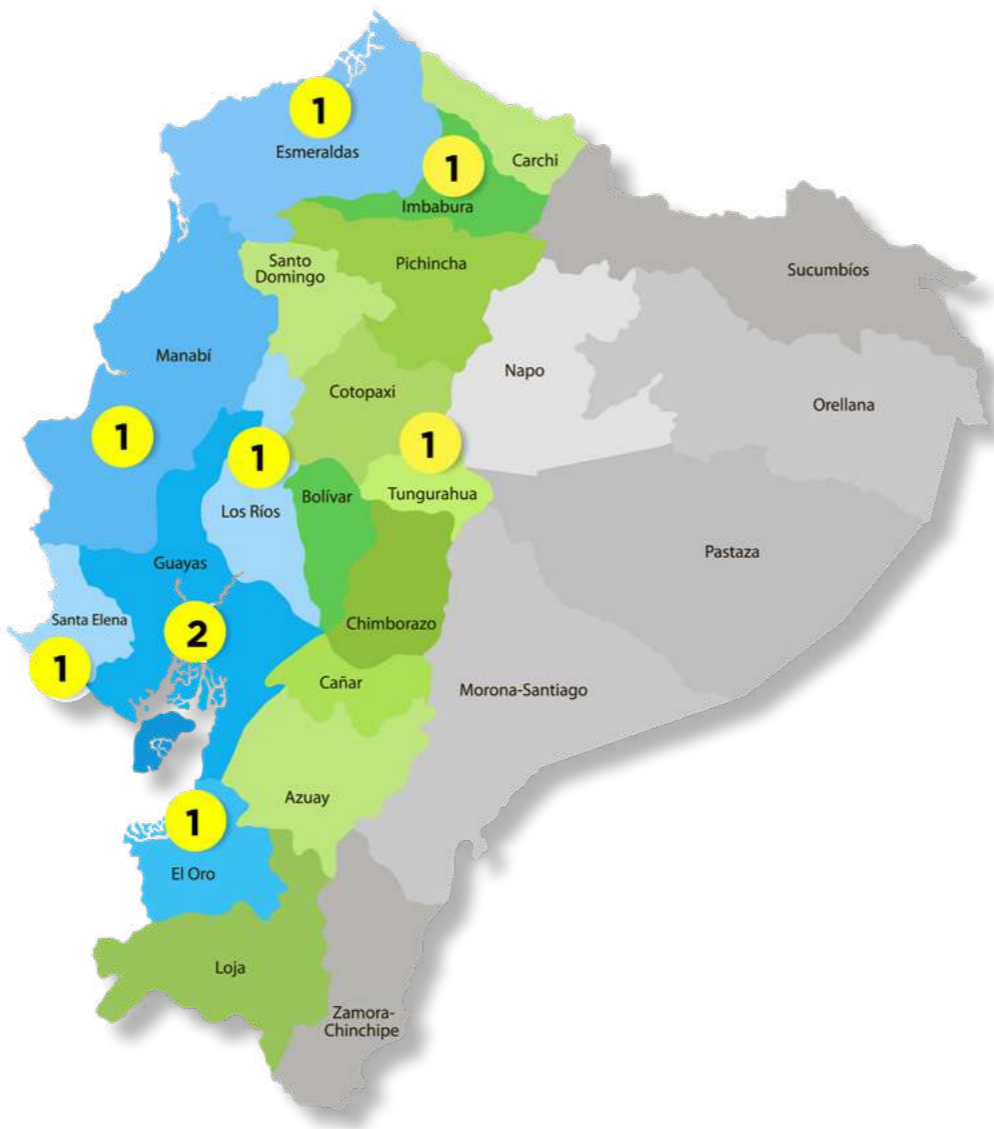 1
Esmeraldas
Carchi
1
Imbabura
Santo
Domingo
Pichincha
Sucumbíos
Manabí
Napo
Cotopaxi
Orellana
1
1
1
Bolívar
Tungurahua
Los Ríos
Pastaza
Guayas
Santa Elena
2
Chimborazo
1
Cañar
Morona-Santiago
Azuay
1
El Oro
Loja
Zamora-
Chinchipe